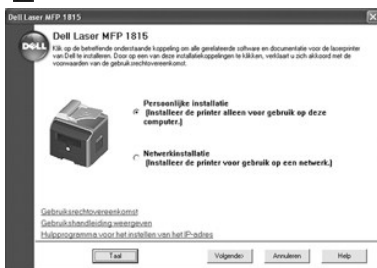 Dell Laser MFP 1815
Dell Laser MFP 1815
DELL
Klik op de betreffende onderstaande koppeling om alle gerelateerde software en documentatie voor de laserprinter
van Dell te installeren. Door op een van deze installatiekoppelingen te klikken, verklaart u zich akkoord met de
voorwaarden van de gebruiksrechtovereenkomst.
Persoonlijke installatie
(Installeer de printer alleen voor gebruik op deze
computer.)
Netwerkinstallatie
(Installeer de printer voor gebruik op een netwerk.)
Gebruiksrechtovereenkomst
Gebruikshandleiding weergeven
Hulpprogramma voor het instellen van het IP-adres
Taal
Volgende>
Annuleren
Help